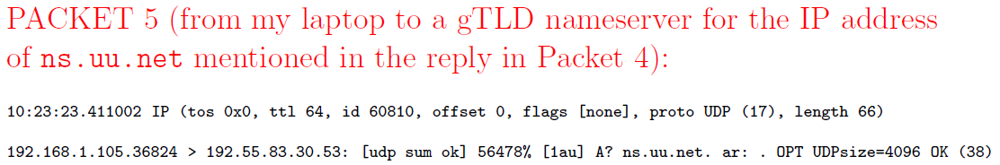 PACKET 5 (from my laptop to a gTLD nameserver for the IP address
of ns.uu.net mentioned in the reply in Packet 4):
10:23:23.411002 IP (tos 0x0, ttl 64, id 60810, offset 0, flags [none], proto UDP (17), length 66)
192.168.1.105.36824 > 192.55.83.30.53: [udp sum ok] 56478% [1au] A? ns.uu.net. ar: . OPT UDPsize=4096 OK (38)